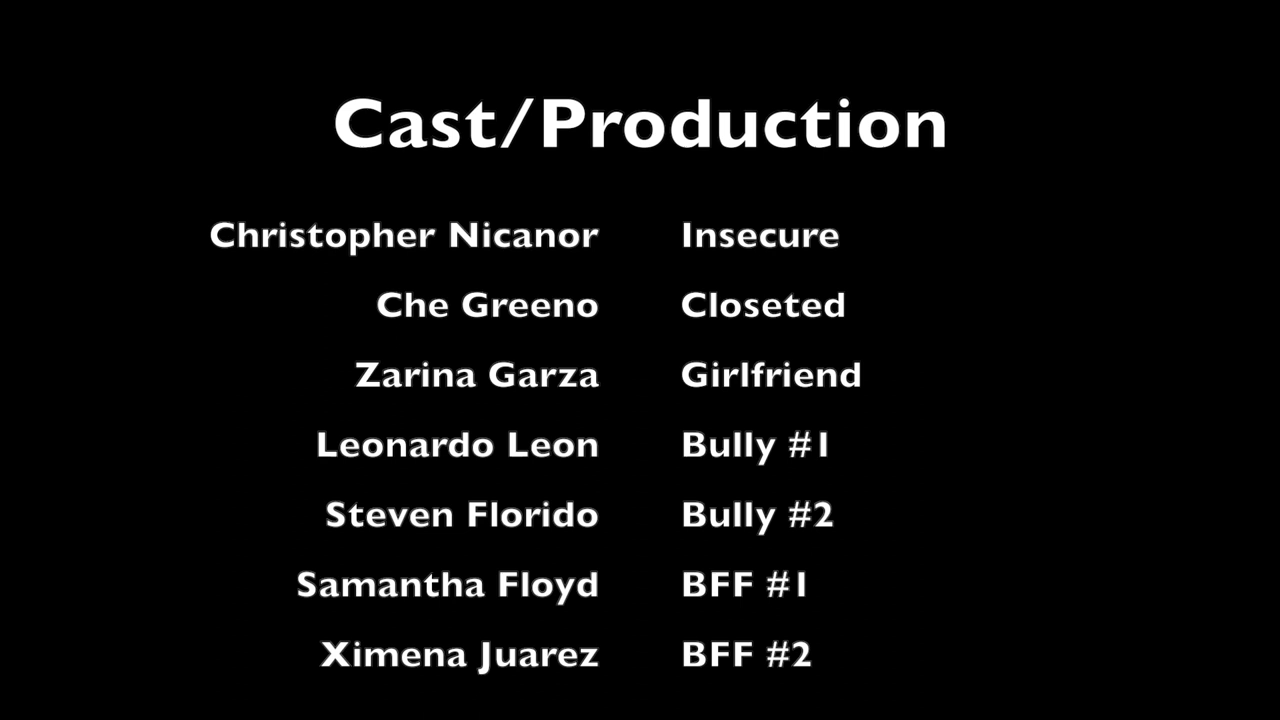 Cast/Production
Christopher Nicanor Insecure
Che Greeno Closeted
Zarina Garza Girlfriend
Leonardo Leon Bully #1
Steven Florido Bully #2
Samantha Floyd BFF #1
Ximena Juarez BFF #2